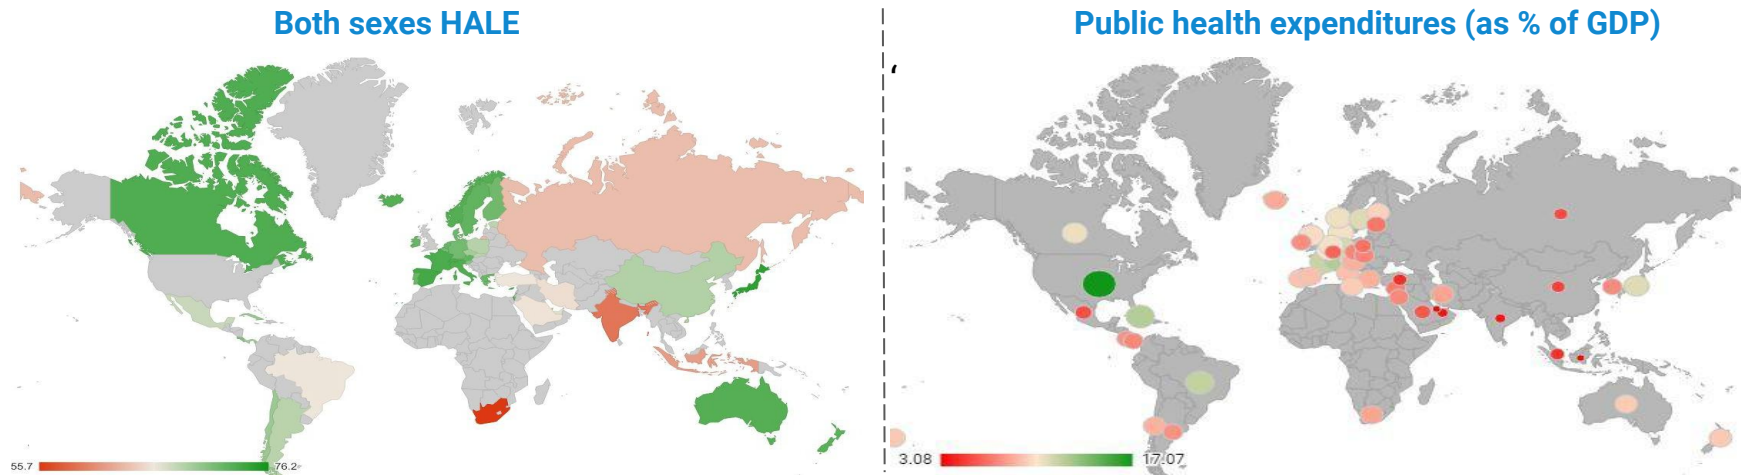 Both sexes HALE
Public health expenditures (as % of GDP)
‘
55.7
76.2
3.08
17.07